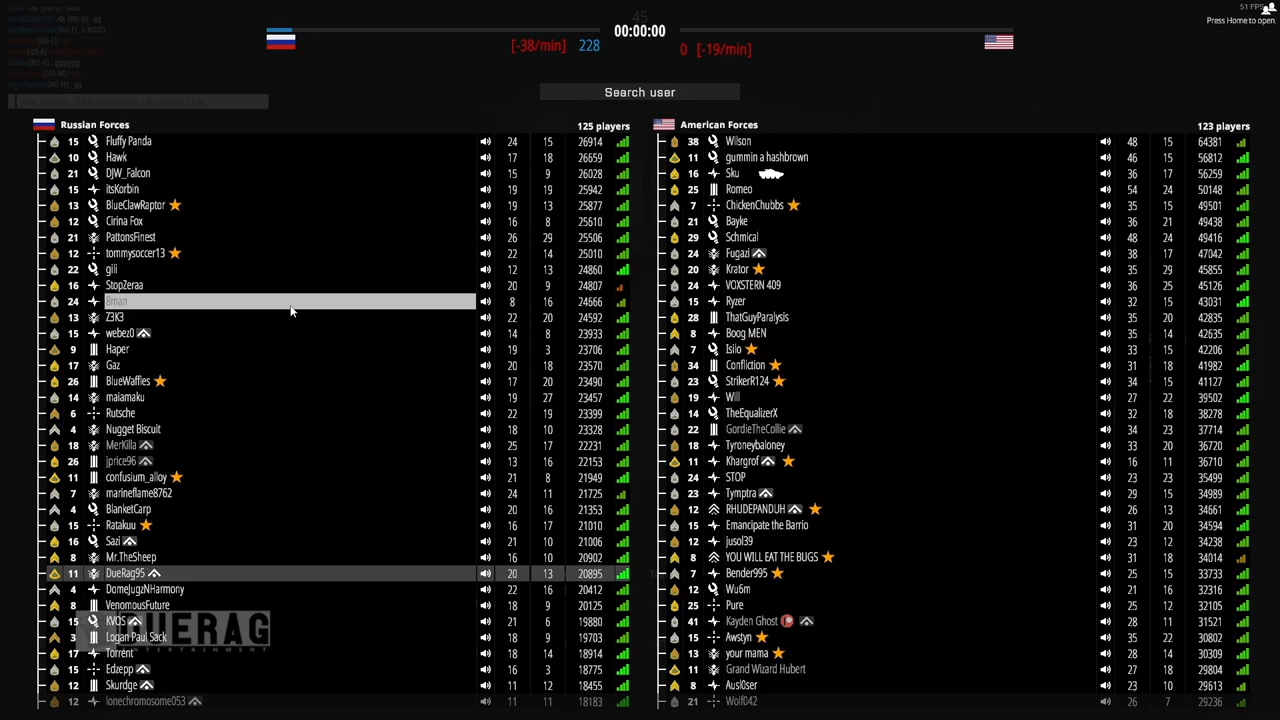 51 FPS
Press Home to open.
45
00:00:00
[-38/min] 228
0 [-19/min]
Search user
Russian Forces 125 players
15 Fluffy Panda 24 15 26914
10 Hawk 17 18 26659
21 DJW_Falcon 15 9 26028
15 itsKorbin 19 19 25942
13 BlueClawRaptor 19 13 25877
12 Cirina Fox 16 8 25610
21 PattonsFinest 26 29 25506
12 tommysoccer13 22 14 25010
22 gili 12 13 24860
16 StopZeraa 20 9 24807
24 Bman 8 16 24666
13 Z3K3 22 20 24592
15 webez0 14 8 23933
9 Haper 19 3 23706
17 Gaz 20 18 23570
26 BlueWaffles 17 20 23490
14 maiamaku 19 27 23457
6 Rutsche 22 19 23399
4 Nugget Biscuit 18 10 23328
18 MerKilla 25 17 22231
26 jprice96 13 16 22153
11 confusium_alloy 21 8 21949
7 marineflame8762 24 11 21725
4 BlanketCarp 20 16 21353
15 Ratakuu 16 17 21010
16 Sazi 21 10 21006
8 Mr.TheSheep 16 10 20902
11 DueRag95 20 13 20895
4 DomeJugzNHarmony 22 16 20412
8 VenomousFuture 18 9 20125
15 KVOS 21 6 19880
3 Logan Paul Sack 18 9 19703
17 Torrent 18 14 18914
15 Edzepp 16 3 18775
12 Skurdge 11 12 18455
12 lonechromosome053 11 11 18183
DUERAG
ENTERTAINMENT
American Forces 123 players
38 Wilson 48 15 64381
11 gummin a hashbrown 46 15 56812
16 Sku 36 17 56259
25 Romeo 54 24 50148
7 ChickenChubbs 35 15 49501
21 Bayke 36 21 49438
29 Schmical 48 24 49416
24 Fugazi 38 17 47042
20 Krator 35 29 45855
24 VOXSTERN 409 36 25 45126
15 Ryzer 32 15 43031
28 ThatGuyParalysis 35 20 42835
8 Boog MEN 35 14 42635
7 Isilo 33 15 42206
34 Confliction 31 18 41982
23 StrikerR124 34 15 41127
19 Will 27 22 39502
14 TheEqualizerX 32 18 38278
22 GordieTheCollie 34 23 37714
18 Tyroneybaloney 33 20 36720
11 Khargrof 16 11 36710
24 STOP 23 23 35499
23 Tymptra 29 15 34989
12 RHUDEPANDUH 26 13 34661
15 Emancipate the Barrio 31 20 34594
12 jusol39 23 12 34238
8 YOU WILL EAT THE BUGS 31 18 34014
7 Bender995 25 15 33733
12 Wu6m 21 16 32316
25 Pure 25 12 32105
41 Kayden Ghost 28 11 31521
15 Awstyn 35 22 30802
13 your mama 28 14 30309
11 Grand Wizard Hubert 27 18 29804
8 Ausl0ser 23 10 29613
21 Wolf042 26 7 29236